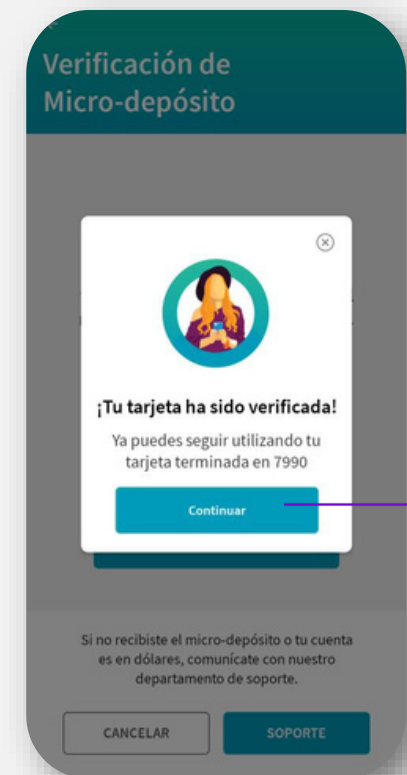 Verificación de
Micro-depósito
¡Tu tarjeta ha sido verificada!
Ya puedes seguir utilizando tu
tarjeta terminada en 7990
Continuar
Si no recibiste el micro-depósito o tu cuenta
es en dólares, comunícate con nuestro
departamento de soporte.
CANCELAR
SOPORTE